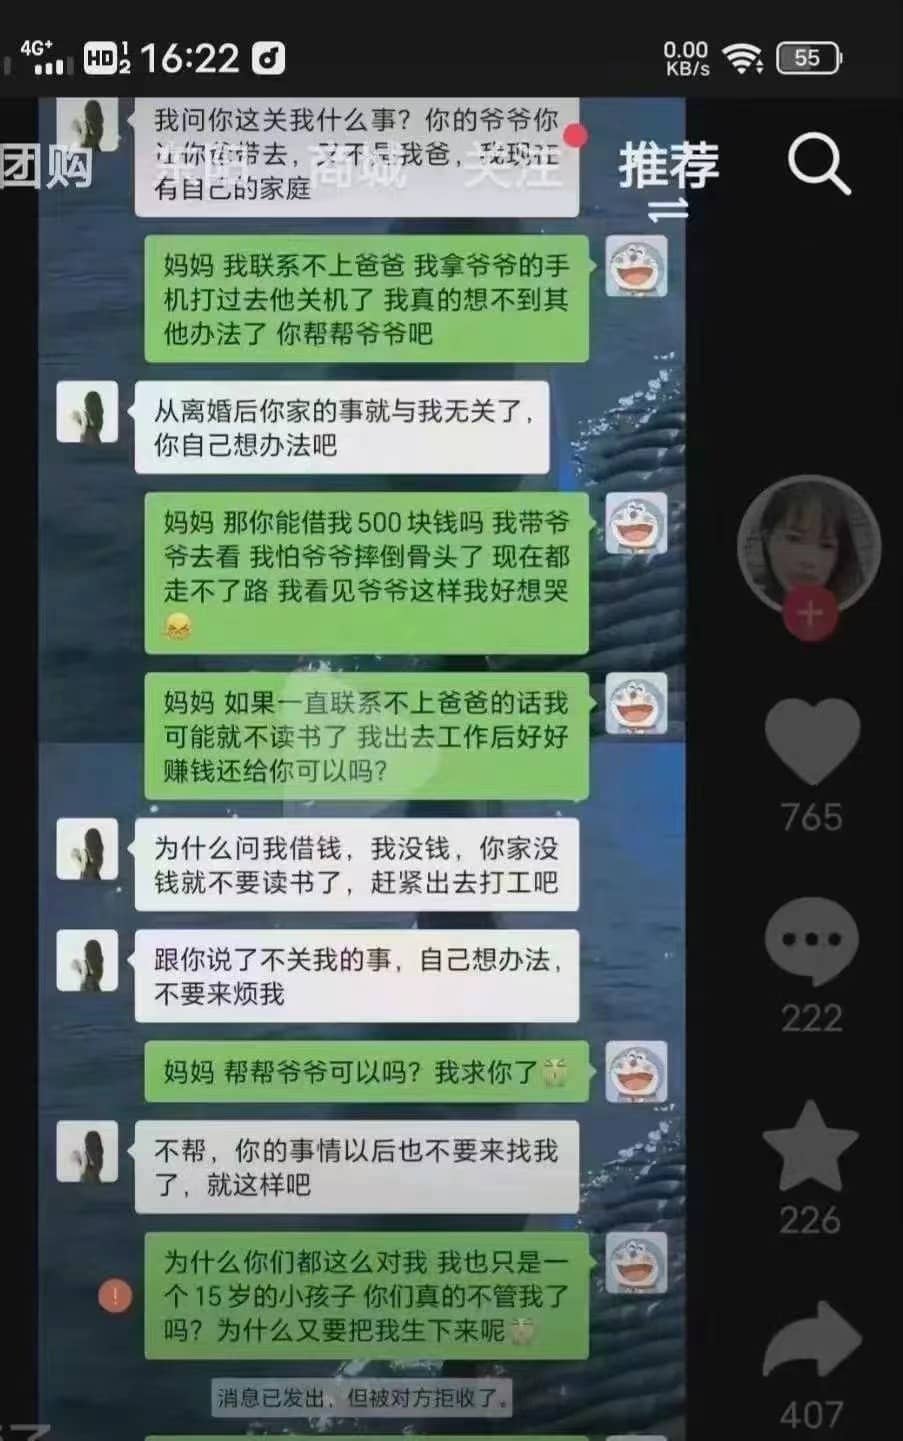 4G+ HD 1 2 16:22 0.00 KB/s 55
我问你这关我什么事？你的爷爷你
让你爸带去，又不是我爸，我现在
有自己的家庭
团购 商城 关注 推荐
妈妈 我联系不上爸爸 我拿爷爷的手
机打过去他关机了 我真的想不到其
他办法了 你帮帮爷爷吧
从离婚后你家的事就与我无关了，
你自己想办法吧
妈妈 那你能借我500块钱吗 我带爷
爷去看 我怕爷爷摔倒骨头了 现在都
走不了路 我看见爷爷这样我好想哭
妈妈 如果一直联系不上爸爸的话我
可能就不读书了 我出去工作后好好
赚钱还给你可以吗？
765
为什么问我借钱，我没钱，你家没
钱就不要读书了，赶紧出去打工吧
跟你说了不关我的事，自己想办法，
不要来烦我
222
妈妈 帮帮爷爷可以吗？我求你了
不帮，你的事情以后也不要来找我
了，就这样吧
226
为什么你们都这么对我 我也只是一
个15岁的小孩子 你们真的不管我了
吗？为什么又要把我生下来呢
消息已发出，但被对方拒收了。
407